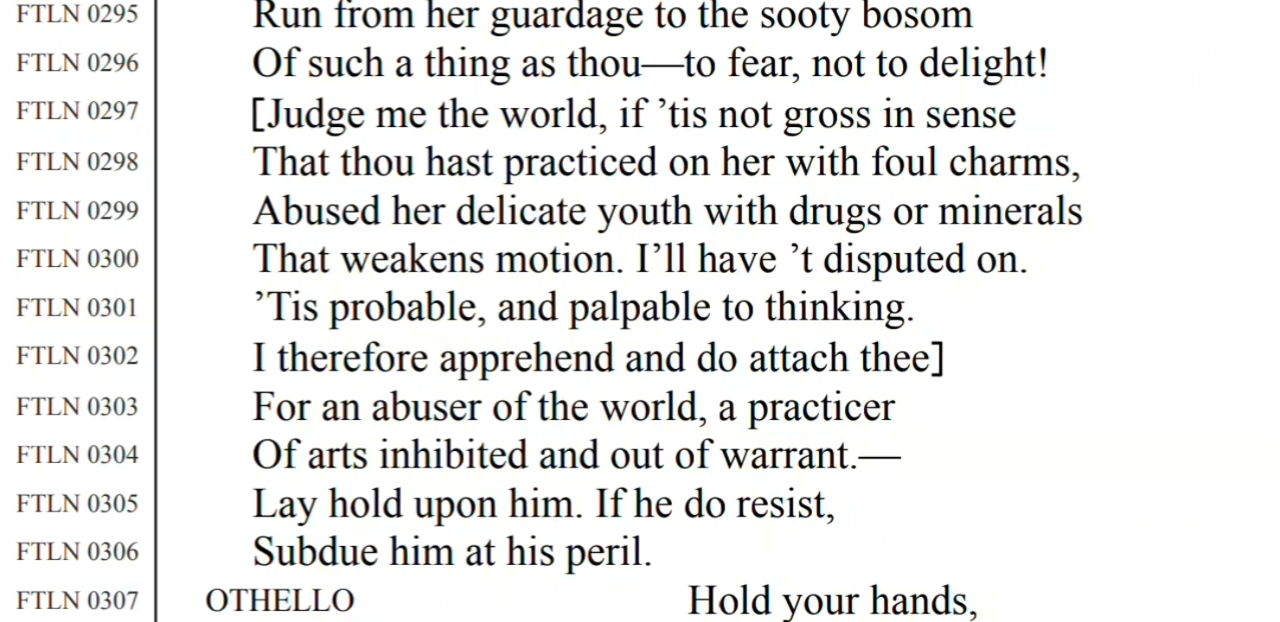 FTLN 0295 Run from her guardage to the sooty bosom
FTLN 0296 Of such a thing as thou—to fear, not to delight!
FTLN 0297 [Judge me the world, if ’tis not gross in sense
FTLN 0298 That thou hast practiced on her with foul charms,
FTLN 0299 Abused her delicate youth with drugs or minerals
FTLN 0300 That weakens motion. I’ll have ’t disputed on.
FTLN 0301 ’Tis probable, and palpable to thinking.
FTLN 0302 I therefore apprehend and do attach thee]
FTLN 0303 For an abuser of the world, a practicer
FTLN 0304 Of arts inhibited and out of warrant.—
FTLN 0305 Lay hold upon him. If he do resist,
FTLN 0306 Subdue him at his peril.
FTLN 0307 OTHELLO Hold your hands,